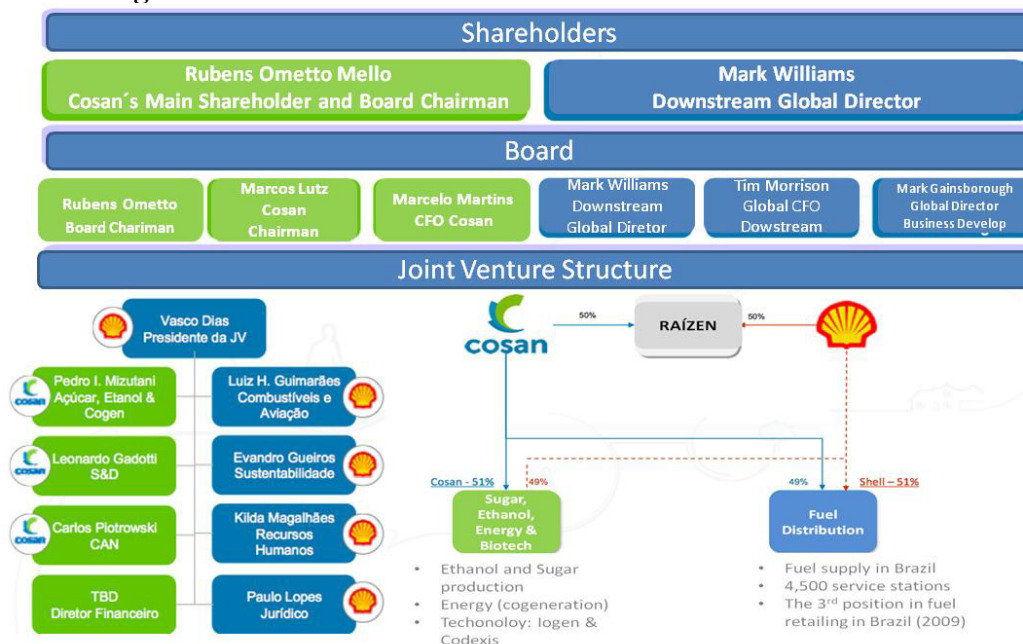 Shareholders
Rubens Ometto Mello
Cosan´s Main Shareholder and Board Chairman
Mark Williams
Downstream Global Director
Board
Rubens Ometto
Board Chariman
Marcos Lutz
Cosan
Chairman
Marcelo Martins
CFO Cosan
Mark Williams
Downstream
Global Diretor
Tim Morrison
Global CFO
Dowstream
Mark Gainsborough
Global Director
Business Develop
Joint Venture Structure
Vasco Dias
Presidente da JV
cosan
Pedro I. Mizutani
Açúcar, Etanol &
Cogen
Luiz H. Guimarães
Combustíveis e
Aviação
cosan
Leonardo Gadotti
S&D
Evandro Gueiros
Sustentabilidade
cosan
Carlos Piotrowski
CAN
Kilda Magalhães
Recursos
Humanos
TBD
Diretor Financeiro
Paulo Lopes
Jurídico
cosan
50%
RAÍZEN
50%
Cosan - 51%
49%
49%
Shell – 51%
Sugar,
Ethanol,
Energy &
Biotech
Fuel
Distribution
• Ethanol and Sugar
production
• Energy (cogeneration)
• Techonoloy: Iogen &
Codexis
• Fuel supply in Brazil
• 4,500 service stations
• The 3rd position in fuel
retailing in Brazil (2009)